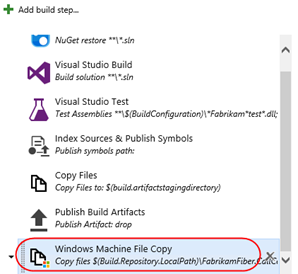 Add build step...
NuGet restore **\*.sln
Visual Studio Build
Build solution **\*.sln
Visual Studio Test
Test Assemblies **\$(BuildConfiguration)\*Fabrikam*test*.dll;
Index Sources & Publish Symbols
Publish symbols path:
Copy Files
Copy Files to: $(build.artifactstagingdirectory)
Publish Build Artifacts
Publish Artifact: drop
Windows Machine File Copy
Copy files $(Build.Repository.LocalPath)\FabrikamFiber.CallCe